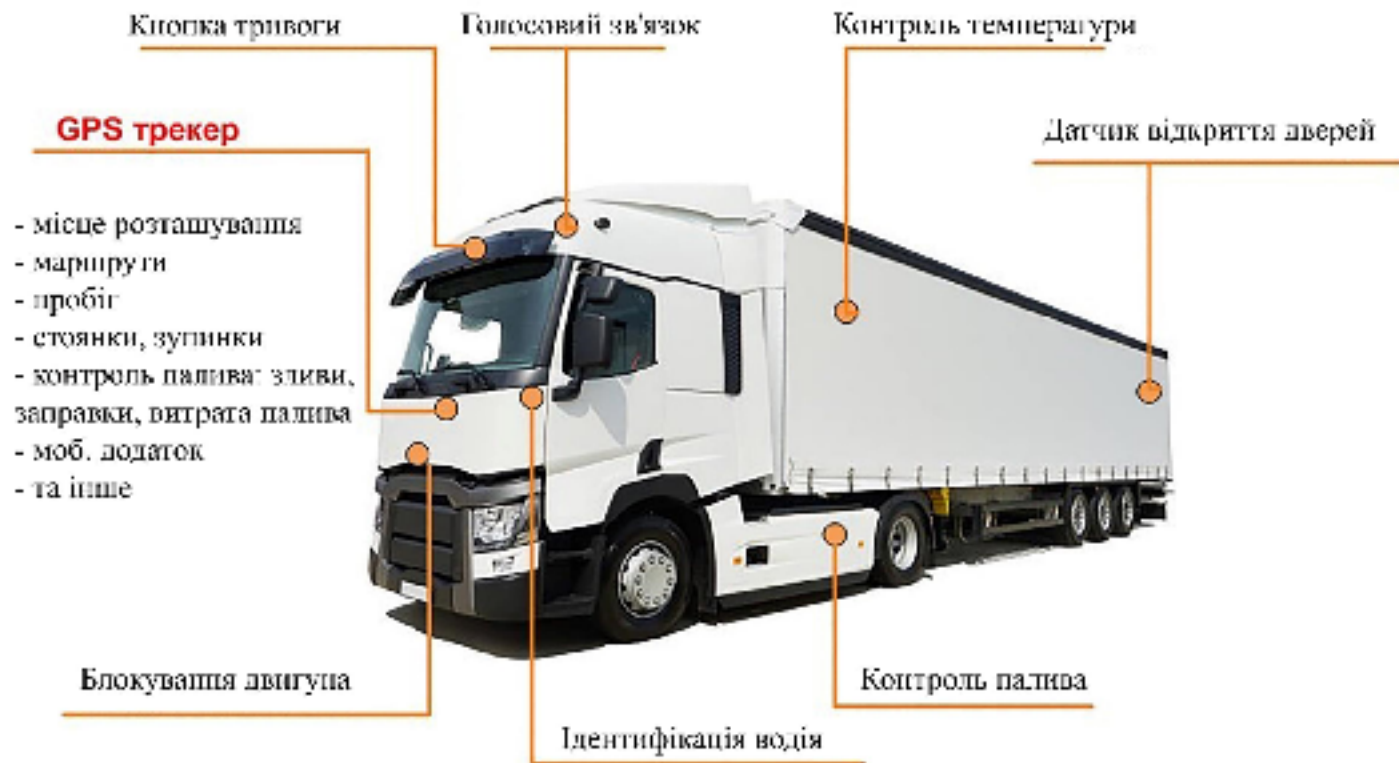 Кнопка тривоги
Голосовий зв'язок
Контроль температури
GPS трекер
Датчик відкриття дверей
- місце розташування
- маршрути
- пробіг
- стоянки, зупинки
- контроль палива: зливи,
заправки, витрата палива
- моб. додаток
- та інше
Блокування двигуна
Контроль палива
Ідентифікація водія